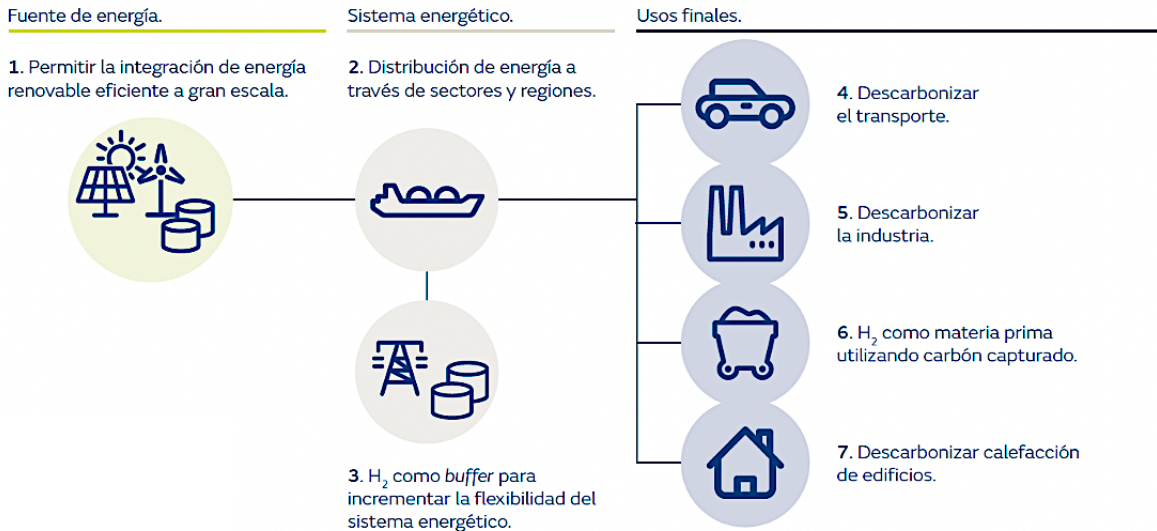 Fuente de energía.
Sistema energético.
Usos finales.
1. Permitir la integración de energía
renovable eficiente a gran escala.
2. Distribución de energía a
través de sectores y regiones.
3. H₂ como buffer para
incrementar la flexibilidad del
sistema energético.
4. Descarbonizar
el transporte.
5. Descarbonizar
la industria.
6. H₂ como materia prima
utilizando carbón capturado.
7. Descarbonizar calefacción
de edificios.